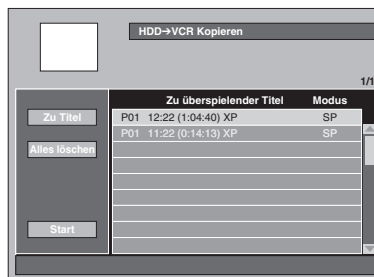 HDD→VCR Kopieren
1/1
Zu überspielender Titel Modus
Zu Titel
P01 12:22 (1:04:40) XP SP
P01 11:22 (0:14:13) XP SP
Alles löschen
Start